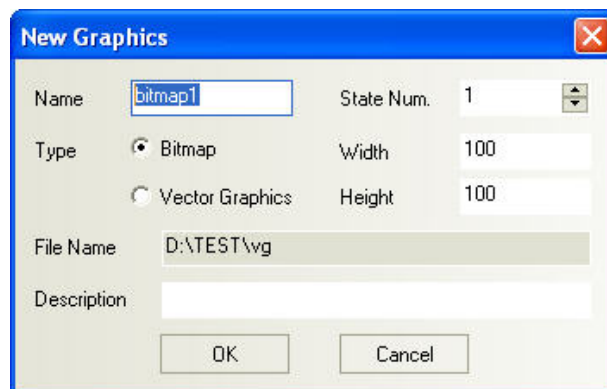 New Graphics
Name bitmap1 State Num. 1
Type Bitmap Width 100
Vector Graphics Height 100
File Name D:\TEST\vg
Description
OK Cancel